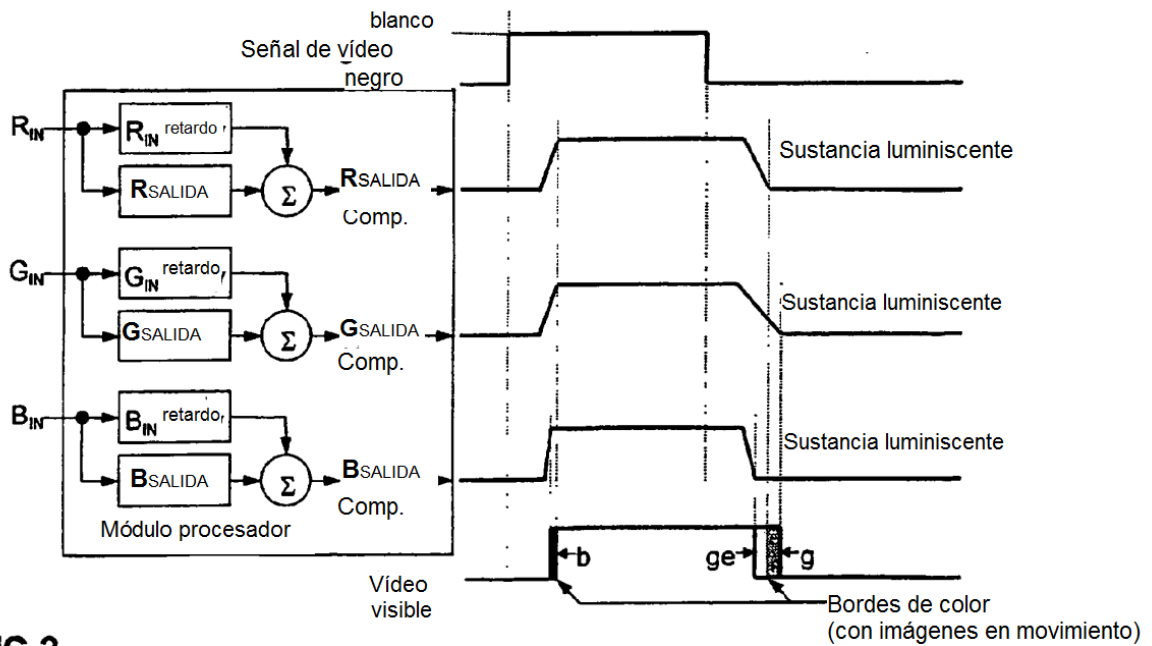 blanco
Señal de vídeo
negro
RIN
RIN retardo
RSALIDA
Σ
RSALIDA
Comp.
Sustancia luminiscente
GIN
GIN retardo
GSALIDA
Σ
GSALIDA
Comp.
Sustancia luminiscente
BIN
BIN retardo
BSALIDA
Σ
BSALIDA
Comp.
Sustancia luminiscente
Módulo procesador
b
ge
g
Vídeo
visible
Bordes de color
(con imágenes en movimiento)